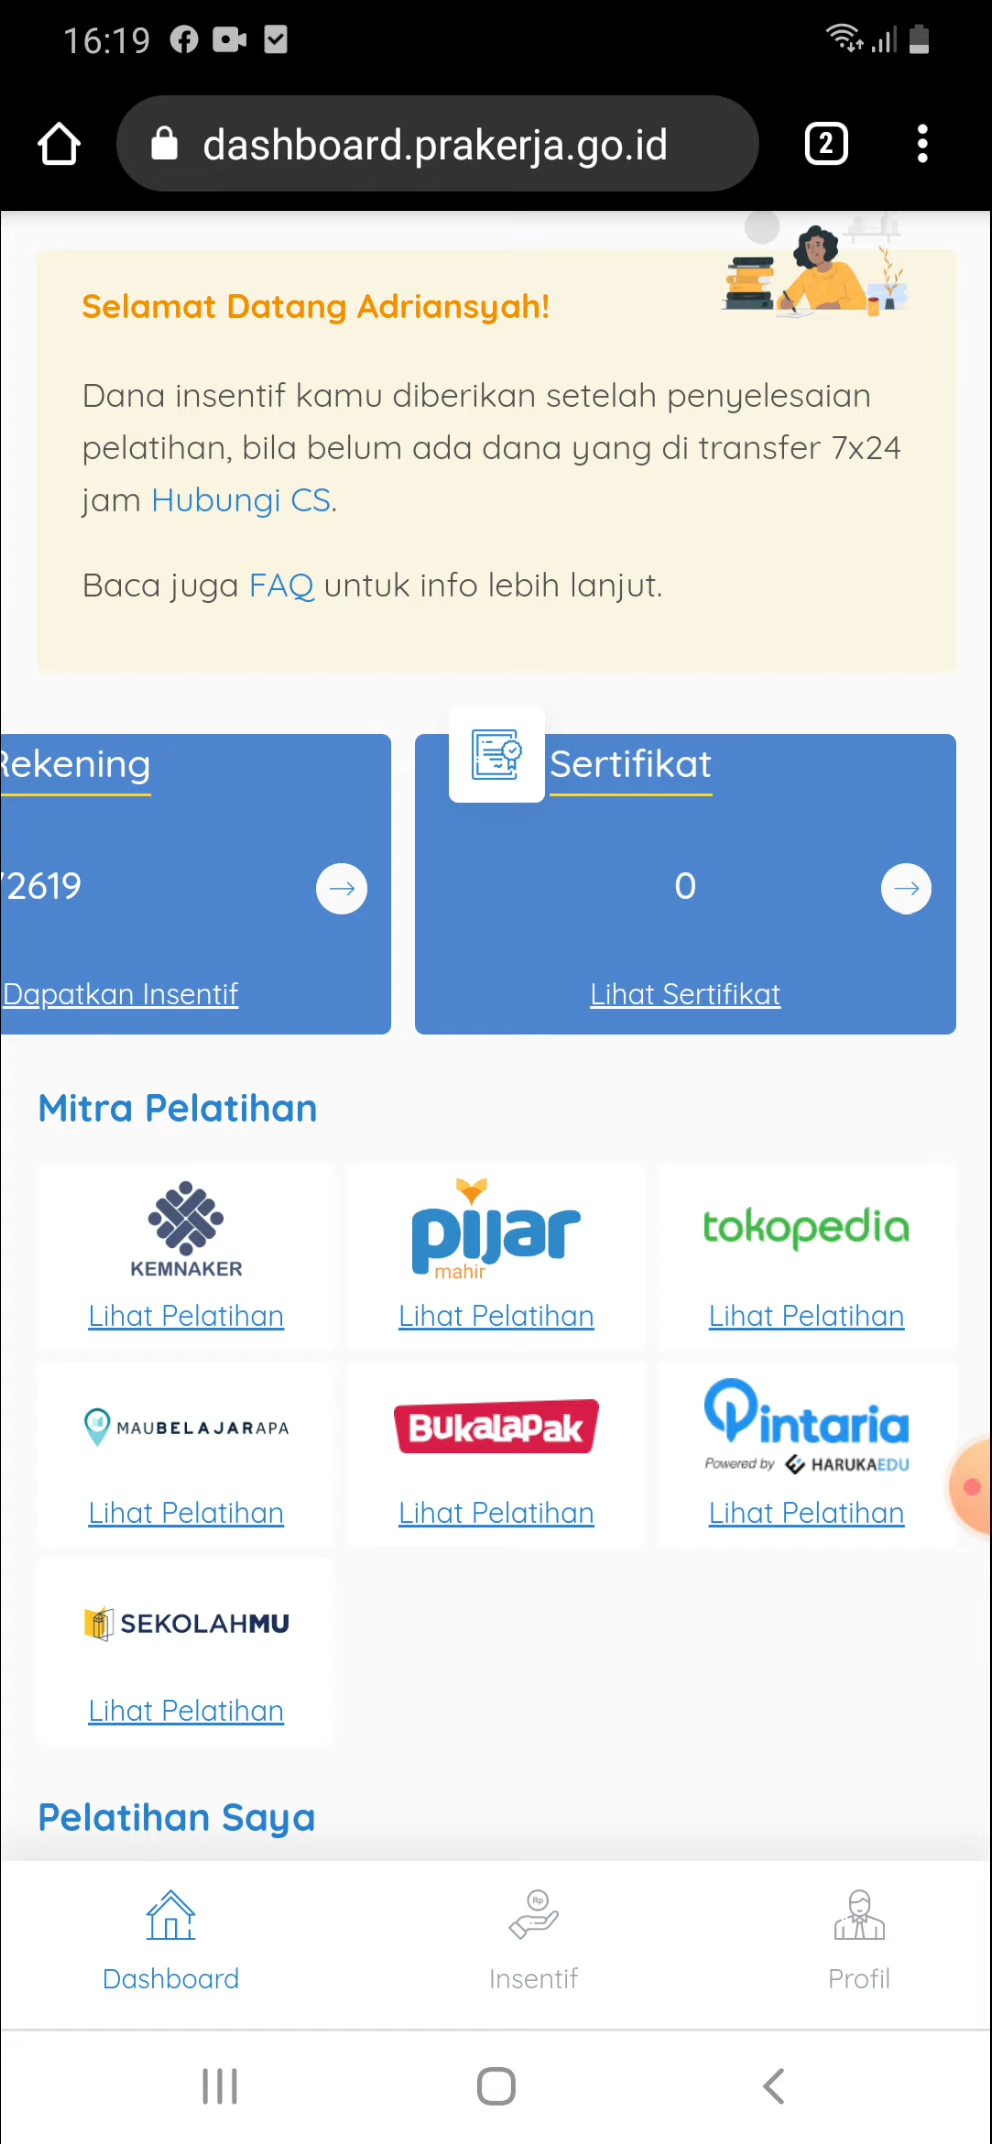 16:19
dashboard.prakerja.go.id
2
Selamat Datang Adriansyah!
Dana insentif kamu diberikan setelah penyelesaian
pelatihan, bila belum ada dana yang di transfer 7x24
jam Hubungi CS.
Baca juga FAQ untuk info lebih lanjut.
Rekening
72619
Dapatkan Insentif
Sertifikat
0
Lihat Sertifikat
Mitra Pelatihan
KEMNAKER
Lihat Pelatihan
pijar
mahir
Lihat Pelatihan
tokopedia
Lihat Pelatihan
MAUBELAJARAPA
Lihat Pelatihan
BukalaPak
Lihat Pelatihan
Pintaria
Powered by HARUKAEDU
Lihat Pelatihan
SEKOLAHMU
Lihat Pelatihan
Pelatihan Saya
Dashboard
Rp
Insentif
Profil